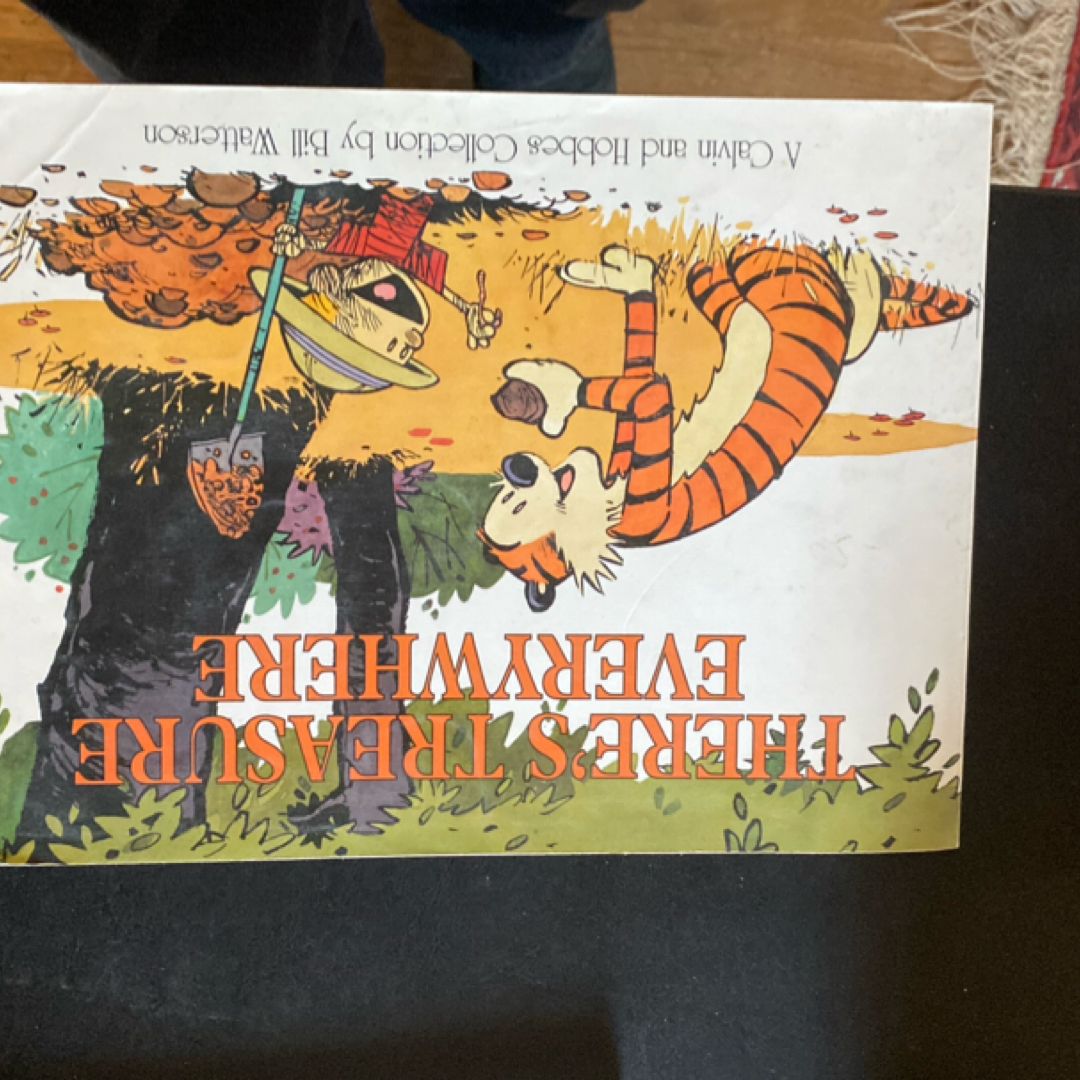 THERE'S TREASURE
EVERYWHERE
A Calvin and Hobbes Collection by Bill Watterson